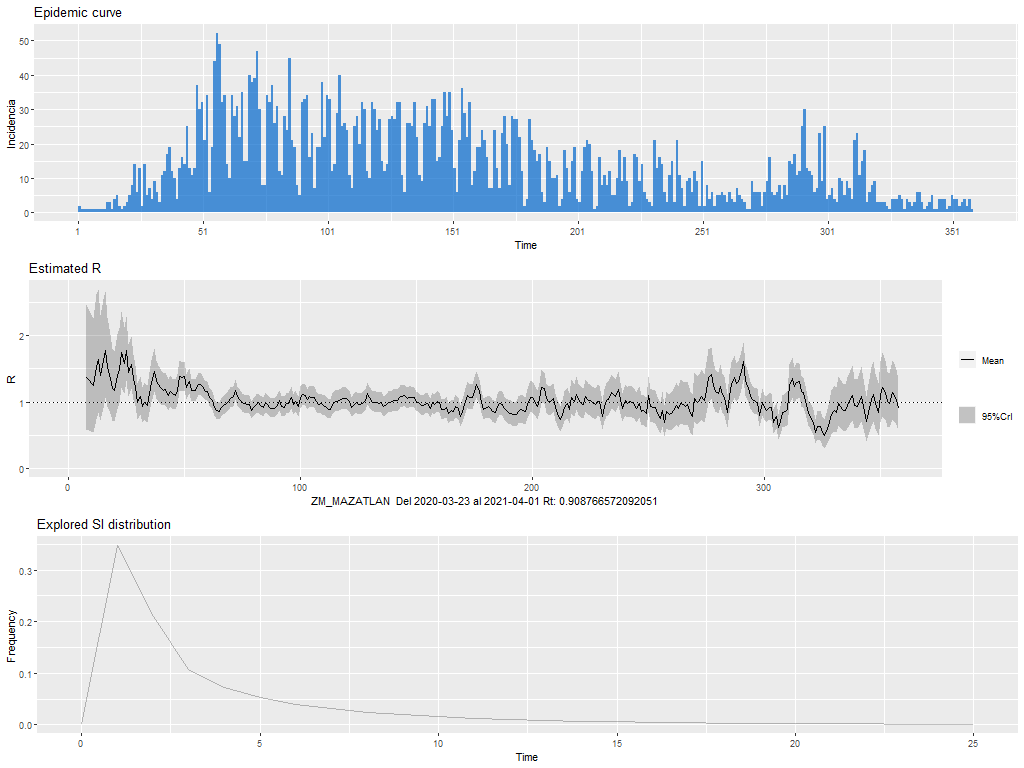 Epidemic curve
50
40
30
20
10
0
Incidencia
1
51
101
151
201
251
301
351
Time
Estimated R
2
1
0
R
0
100
200
300
ZM_MAZATLAN Del 2020-03-23 al 2021-04-01 Rt: 0.908766572092051
Mean
95%CrI
Explored SI distribution
0.3
0.2
0.1
0.0
Frequency
0
5
10
15
20
25
Time